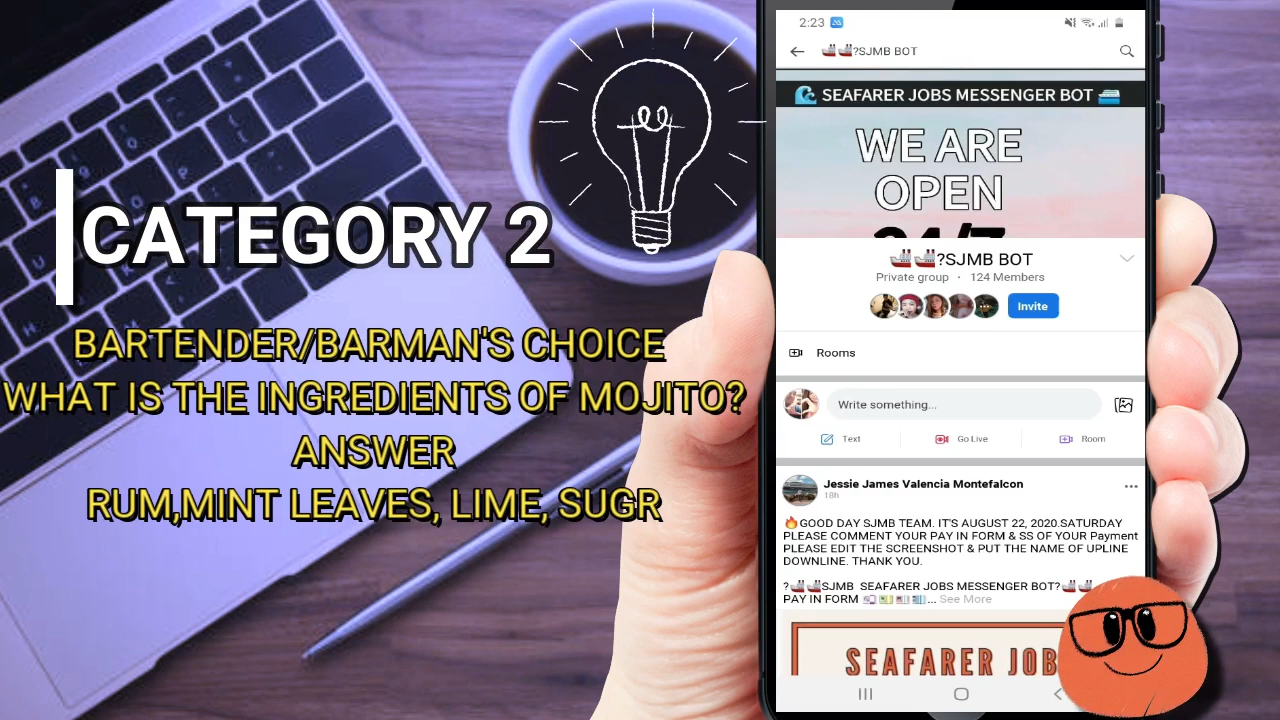 CATEGORY 2
BARTENDER/BARMAN'S CHOICE
WHAT IS THE INGREDIENTS OF MOJITO?
ANSWER
RUM,MINT LEAVES, LIME, SUGR
2:23
?SJMB BOT
SEAFARER JOBS MESSENGER BOT
WE ARE
OPEN
24/7
?SJMB BOT
Private group · 124 Members
Invite
Rooms
Write something...
Text Go Live Room
Jessie James Valencia Montefalcon
18h
🔥GOOD DAY SJMB TEAM. IT'S AUGUST 22, 2020.SATURDAY
PLEASE COMMENT YOUR PAY IN FORM & SS OF YOUR Payment
PLEASE EDIT THE SCREENSHOT & PUT THE NAME OF UPLINE
DOWNLINE. THANK YOU.
?🚢🚢SJMB SEAFARER JOBS MESSENGER BOT?🚢🚢
PAY IN FORM 💷💵💴💶... See More
SEAFARER JOB